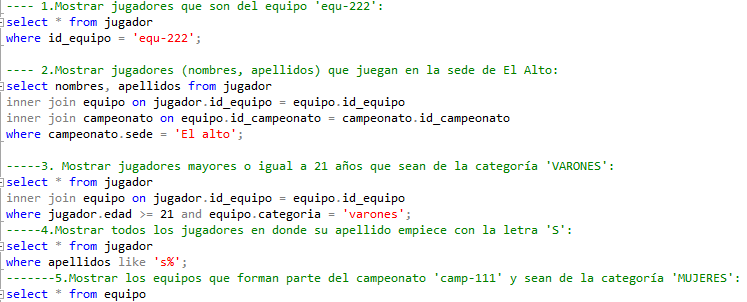 ---- 1.Mostrar jugadores que son del equipo 'equ-222':
select * from jugador
where id_equipo = 'equ-222';
---- 2.Mostrar jugadores (nombres, apellidos) que juegan en la sede de El Alto:
select nombres, apellidos from jugador
inner join equipo on jugador.id_equipo = equipo.id_equipo
inner join campeonato on equipo.id_campeonato = campeonato.id_campeonato
where campeonato.sede = 'El alto';
-----3. Mostrar jugadores mayores o igual a 21 años que sean de la categoría 'VARONES':
select * from jugador
inner join equipo on jugador.id_equipo = equipo.id_equipo
where jugador.edad >= 21 and equipo.categoria = 'varones';
-----4.Mostrar todos los jugadores en donde su apellido empiece con la letra 'S':
select * from jugador
where apellidos like 's%';
-------5.Mostrar los equipos que forman parte del campeonato 'camp-111' y sean de la categoría 'MUJERES':
select * from equipo